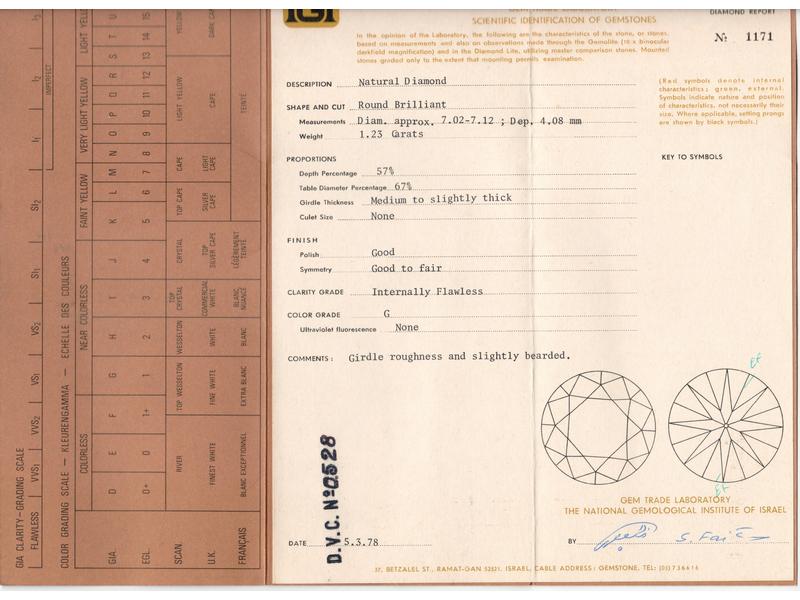 GIA CLARITY-GRADING SCALE
FLAWLESS VVS1 VVS2 VS1 VS2 SI1 SI2 I1 I2 I3
IMPERFECT
COLOR GRADING SCALE — KLEURENGAMMA — ECHELLE DES COULEURS
COLORLESS NEAR COLORLESS FAINT YELLOW VERY LIGHT YELLOW LIGHT YELL
GIA D E F G H I J K L M N O P Q R S T U
EGL 0+ 0 1+ 1 2 3 4 5 6 7 8 9 10 11 12 13 14 15
SCAN. RIVER TOP WESSELTON WESSELTON TOP CRYSTAL CRYSTAL TOP CAPE CAPE LIGHT YELLOW YELLOW
U.K. FINEST WHITE FINE WHITE WHITE COMMERCIAL WHITE TOP SILVER CAPE SILVER CAPE LIGHT CAPE CAPE DARK CA
FRANÇAIS BLANC EXCEPTIONNEL EXTRA BLANC BLANC BLANC NUANCÉ LÉGÈREMENT TEINTÉ TEINTÉ
SCIENTIFIC IDENTIFICATION OF GEMSTONES
DIAMOND REPORT
№ 1171
In the opinion of the Laboratory, the following are the characteristics of the stone, or stones,
based on measurements and also on observations made through the Gemolite (10 x binocular
darkfield magnification) and in the Diamond Lite, utilizing master comparison stones. Mounted
stones graded only to the extent that mounting permits examination.
(Red symbols denote internal
characteristics; green, external.
Symbols indicate nature and position
of characteristics, not necessarily their
size. Where applicable, setting prongs
are shown by black symbols.)
DESCRIPTION Natural Diamond
SHAPE AND CUT Round Brilliant
Measurements Diam. approx. 7.02-7.12 ; Dep. 4.08 mm
Weight 1.23 Carats
KEY TO SYMBOLS
PROPORTIONS
Depth Percentage 57%
Table Diameter Percentage 67%
Girdle Thickness Medium to slightly thick
Culet Size None
FINISH
Polish Good
Symmetry Good to fair
CLARITY GRADE Internally Flawless
COLOR GRADE G
Ultraviolet fluorescence None
COMMENTS: Girdle roughness and slightly bearded.
D.V.C. №0528
GEM TRADE LABORATORY
THE NATIONAL GEMOLOGICAL INSTITUTE OF ISRAEL
DATE 5.3.78
BY
37, BETZALEL ST., RAMAT-GAN 52521, ISRAEL, CABLE ADDRESS: GEMSTONE, TEL: (03)736616